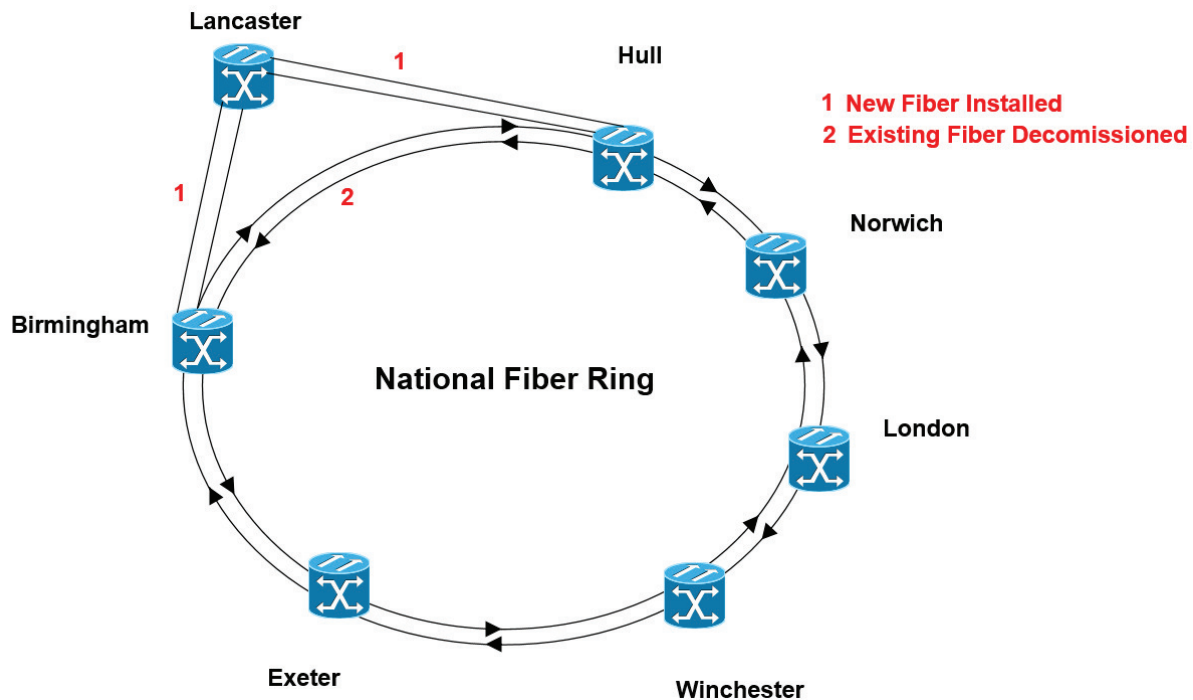 Lancaster
1
Hull
1 New Fiber Installed
2 Existing Fiber Decomissioned
1
2
Norwich
Birmingham
National Fiber Ring
London
Exeter
Winchester